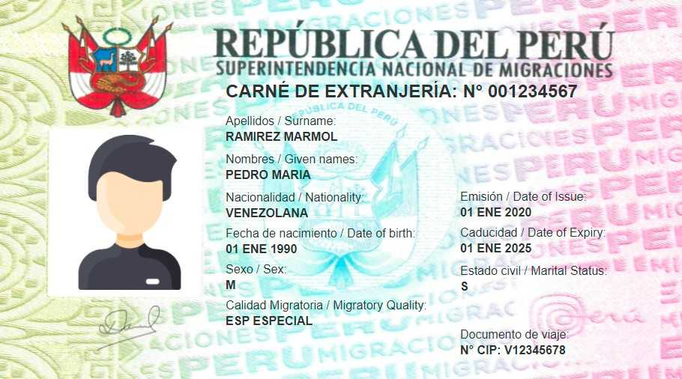 REPÚBLICA DEL PERÚ
SUPERINTENDENCIA NACIONAL DE MIGRACIONES
CARNÉ DE EXTRANJERÍA: N° 001234567
Apellidos / Surname:
RAMIREZ MARMOL
Nombres / Given names:
PEDRO MARIA
Nacionalidad / Nationality:
VENEZOLANA
Fecha de nacimiento / Date of birth:
01 ENE 1990
Sexo / Sex:
M
Calidad Migratoria / Migratory Quality:
ESP ESPECIAL
Emisión / Date of Issue:
01 ENE 2020
Caducidad / Date of Expiry:
01 ENE 2025
Estado civil / Marital Status:
S
Perú
Documento de viaje:
N° CIP: V12345678